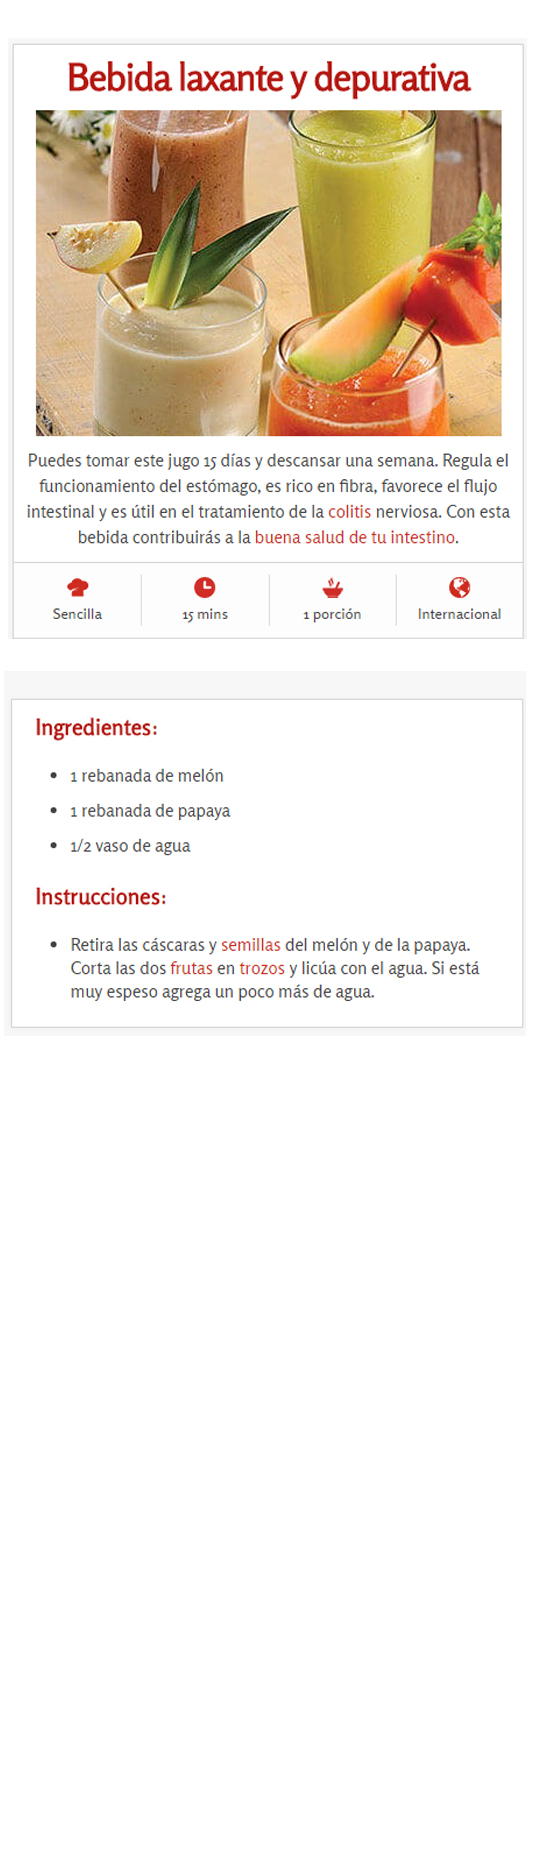 Bebida laxante y depurativa
Puedes tomar este jugo 15 días y descansar una semana. Regula el
funcionamiento del estómago, es rico en fibra, favorece el flujo
intestinal y es útil en el tratamiento de la colitis nerviosa. Con esta
bebida contribuirás a la buena salud de tu intestino.
Sencilla
15 mins
1 porción
Internacional
Ingredientes:
• 1 rebanada de melón
• 1 rebanada de papaya
• 1/2 vaso de agua
Instrucciones:
• Retira las cáscaras y semillas del melón y de la papaya.
Corta las dos frutas en trozos y licúa con el agua. Si está
muy espeso agrega un poco más de agua.